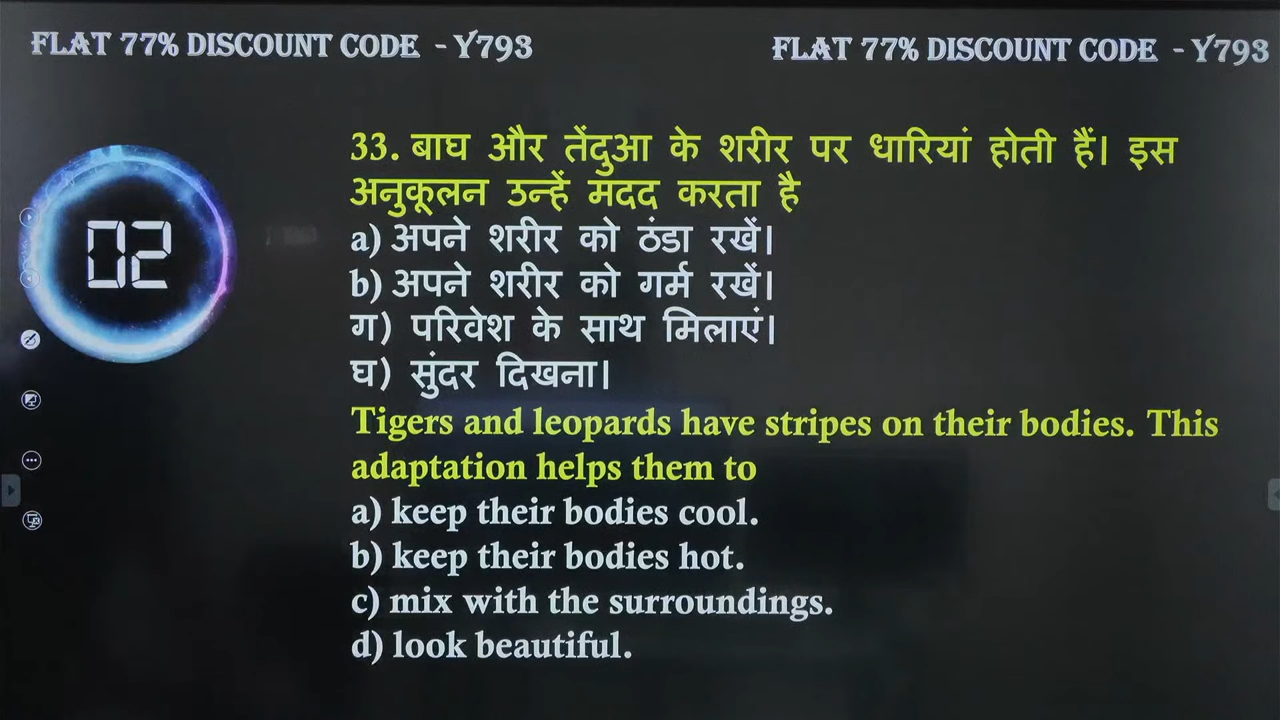 FLAT 77% DISCOUNT CODE - Y793
FLAT 77% DISCOUNT CODE - Y793
02
33. बाघ और तेंदुआ के शरीर पर धारियां होती हैं। इस
अनुकूलन उन्हें मदद करता है
a) अपने शरीर को ठंडा रखें।
b) अपने शरीर को गर्म रखें।
ग) परिवेश के साथ मिलाएं।
घ) सुंदर दिखना।
Tigers and leopards have stripes on their bodies. This
adaptation helps them to
a) keep their bodies cool.
b) keep their bodies hot.
c) mix with the surroundings.
d) look beautiful.